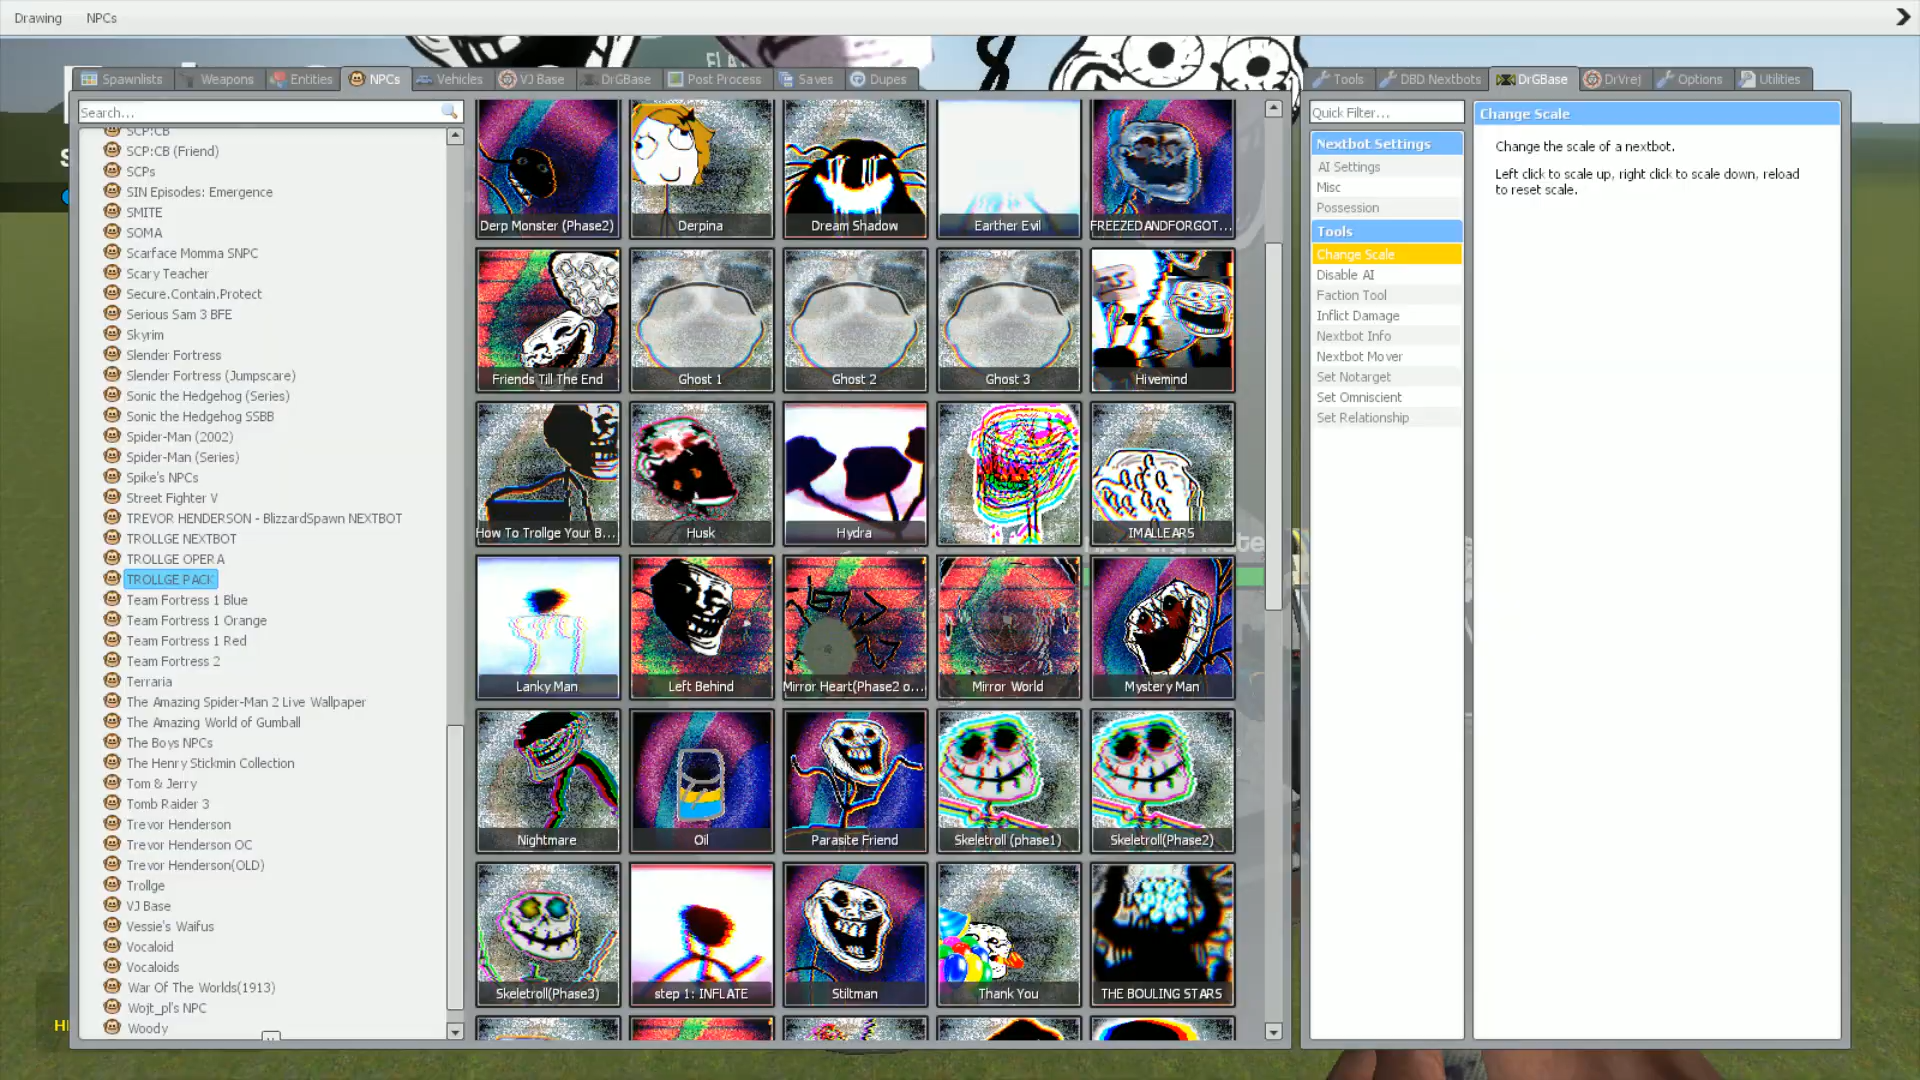 Drawing NPCs
Spawnlists Weapons Entities NPCs Vehicles VJ Base DrGBase Post Process Saves Dupes
Tools DBD Nextbots DrGBase DrVrej Options Utilities
Search...
SCP:CB
SCP:CB (Friend)
SCPs
SIN Episodes: Emergence
SMITE
SOMA
Scarface Momma SNPC
Scary Teacher
Secure.Contain.Protect
Serious Sam 3 BFE
Skyrim
Slender Fortress
Slender Fortress (Jumpscare)
Sonic the Hedgehog (Series)
Sonic the Hedgehog SSBB
Spider-Man (2002)
Spider-Man (Series)
Spike's NPCs
Street Fighter V
TREVOR HENDERSON - BlizzardSpawn NEXTBOT
TROLLGE NEXTBOT
TROLLGE OPERA
TROLLGE PACK
Team Fortress 1 Blue
Team Fortress 1 Orange
Team Fortress 1 Red
Team Fortress 2
Terraria
The Amazing Spider-Man 2 Live Wallpaper
The Amazing World of Gumball
The Boys NPCs
The Henry Stickmin Collection
Tom & Jerry
Tomb Raider 3
Trevor Henderson
Trevor Henderson OC
Trevor Henderson(OLD)
Trollge
VJ Base
Vessie's Waifus
Vocaloid
Vocaloids
War Of The Worlds(1913)
Wojt_pl's NPC
Woody
Derp Monster (Phase2) Derpina Dream Shadow Earther Evil FREEZEDANDFORGOT...
Friends Till The End Ghost 1 Ghost 2 Ghost 3 Hivemind
How To Trollge Your B... Husk Hydra IMALLEARS
Lanky Man Left Behind Mirror Heart(Phase2 o... Mirror World Mystery Man
Nightmare Oil Parasite Friend Skeletroll (phase1) Skeletroll(Phase2)
Skeletroll(Phase3) step 1: INFLATE Stiltman Thank You THE BOULING STARS
Quick Filter...
Nextbot Settings
AI Settings
Misc
Possession
Tools
Change Scale
Disable AI
Faction Tool
Inflict Damage
Nextbot Info
Nextbot Mover
Set Notarget
Set Omniscient
Set Relationship
Change Scale
Change the scale of a nextbot.
Left click to scale up, right click to scale down, reload
to reset scale.